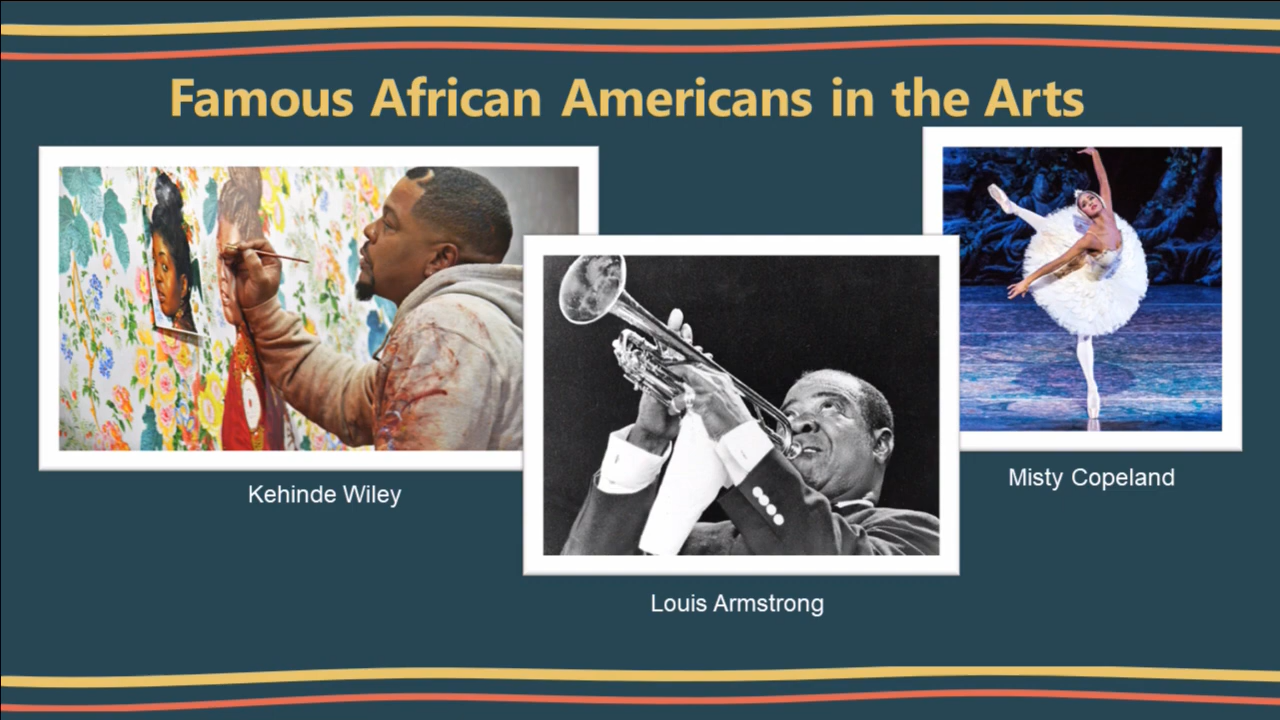 Famous African Americans in the Arts
Kehinde Wiley
Louis Armstrong
Misty Copeland